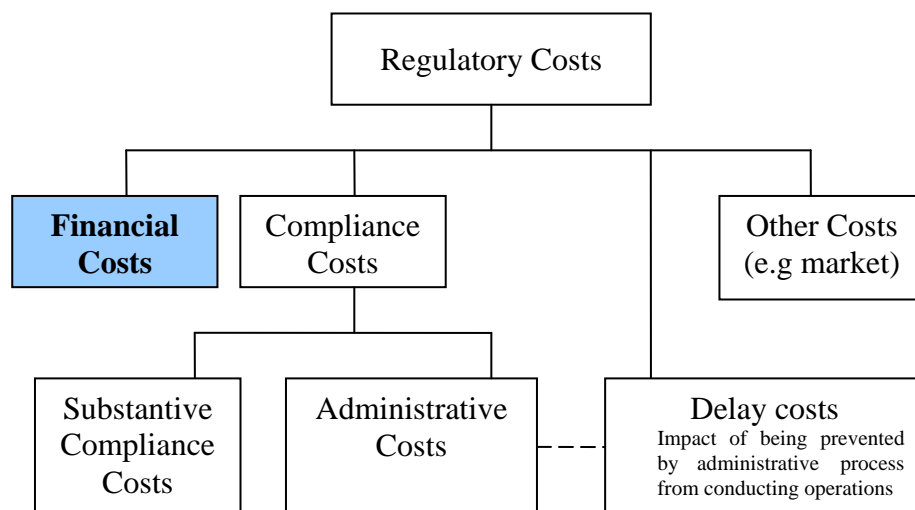 Regulatory Costs
Financial
Costs
Compliance
Costs
Other Costs
(e.g market)
Substantive
Compliance
Costs
Administrative
Costs
Delay costs
Impact of being prevented
by administrative process
from conducting operations